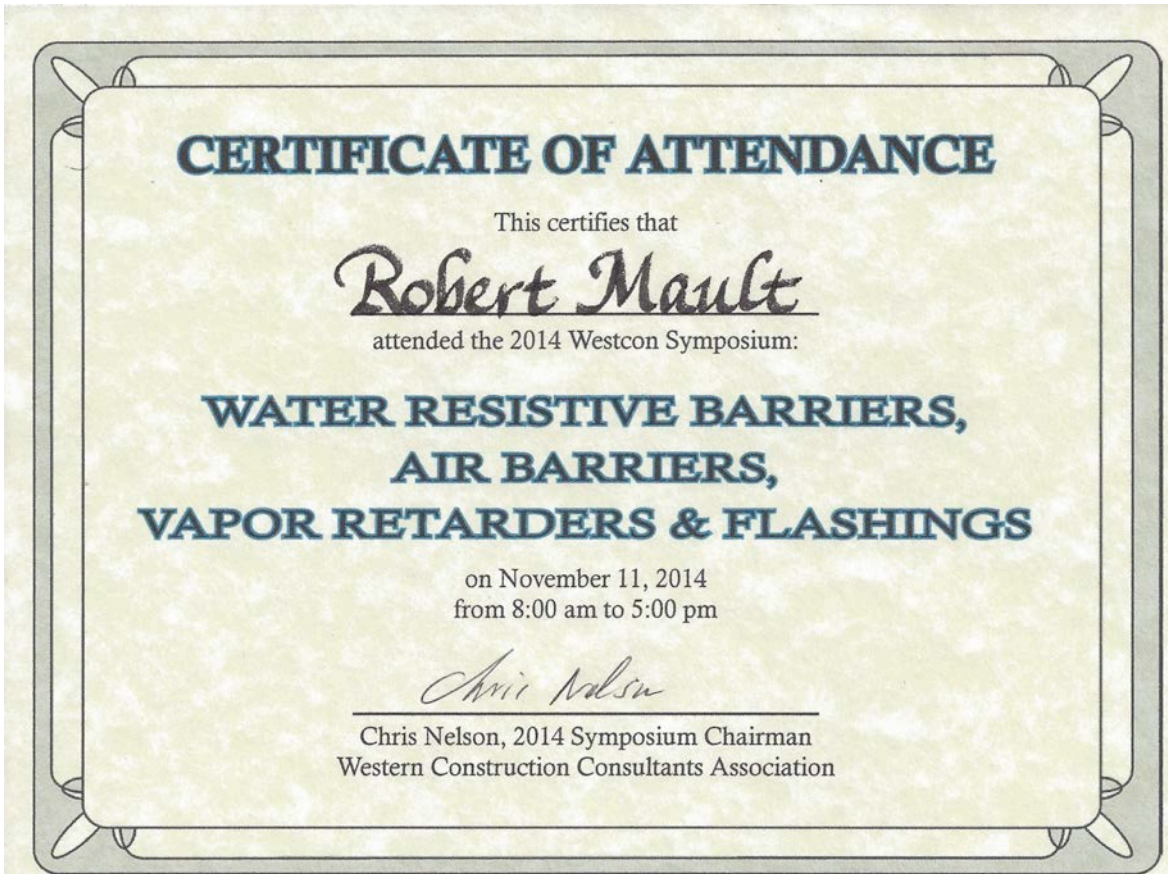 CERTIFICATE OF ATTENDANCE
This certifies that
Robert Mault
attended the 2014 Westcon Symposium:
WATER RESISTIVE BARRIERS,
AIR BARRIERS,
VAPOR RETARDERS & FLASHINGS
on November 11, 2014
from 8:00 am to 5:00 pm
Chris Nelson
Chris Nelson, 2014 Symposium Chairman
Western Construction Consultants Association